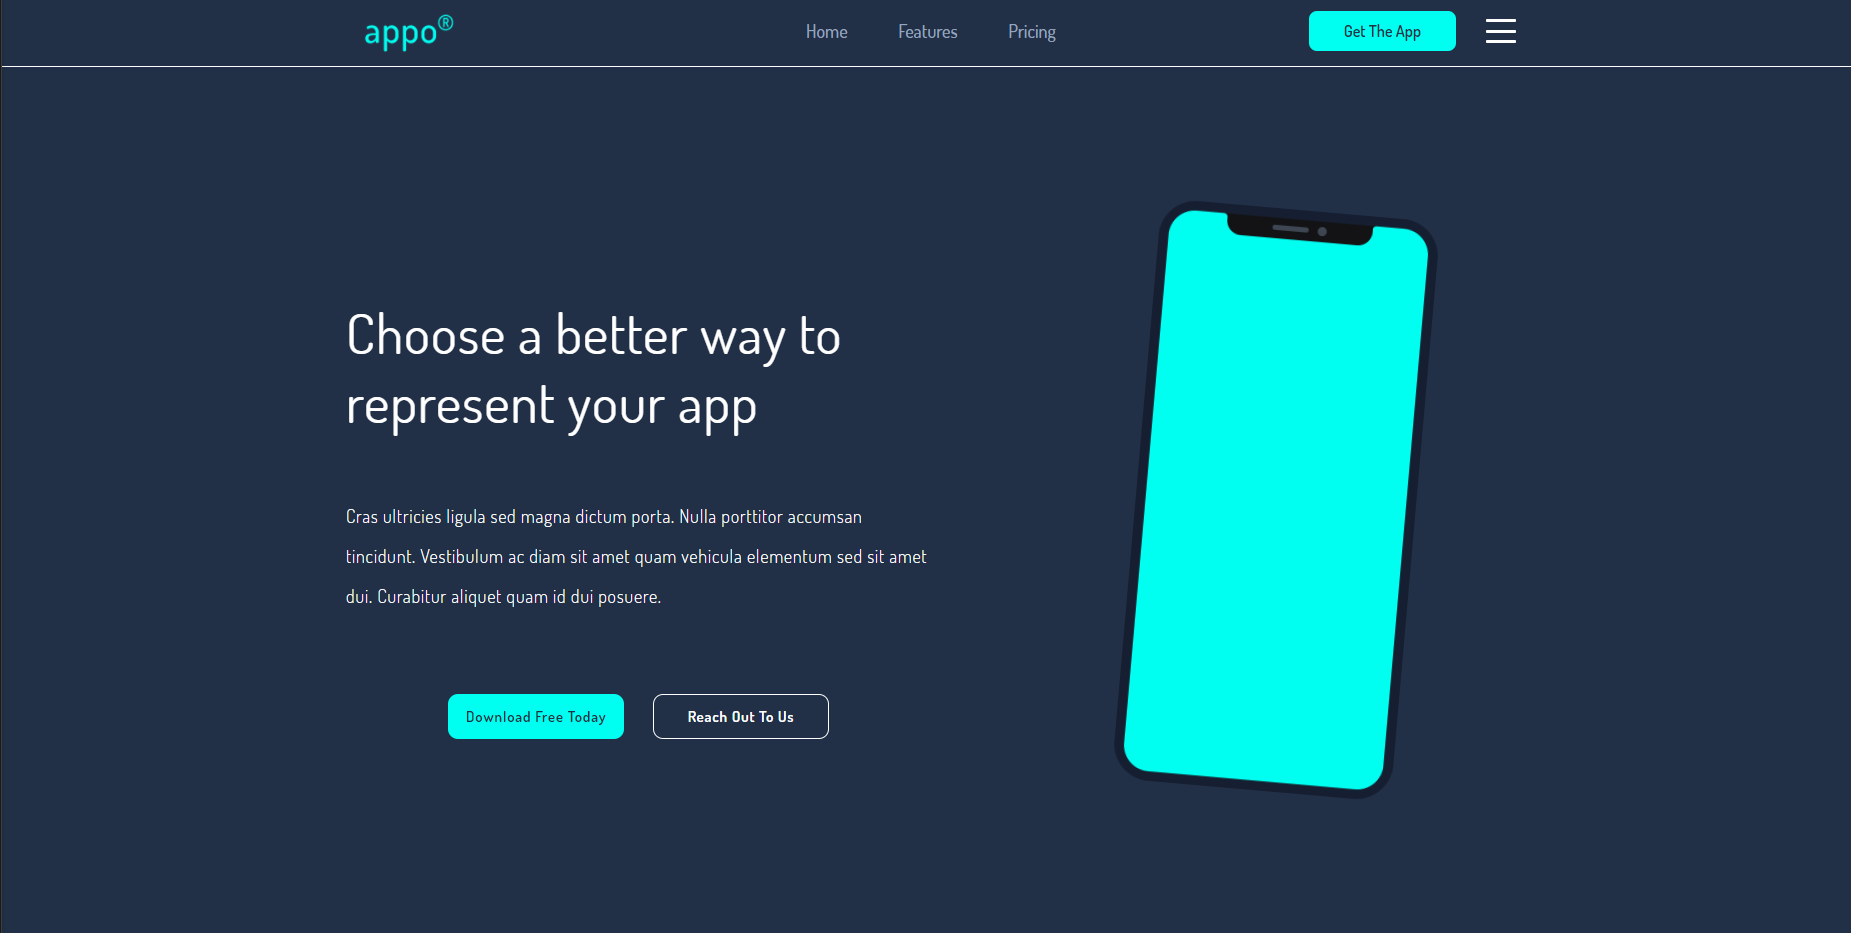 appo®
Home Features Pricing
Get The App
Choose a better way to
represent your app
Cras ultricies ligula sed magna dictum porta. Nulla porttitor accumsan
tincidunt. Vestibulum ac diam sit amet quam vehicula elementum sed sit amet
dui. Curabitur aliquet quam id dui posuere.
Download Free Today
Reach Out To Us